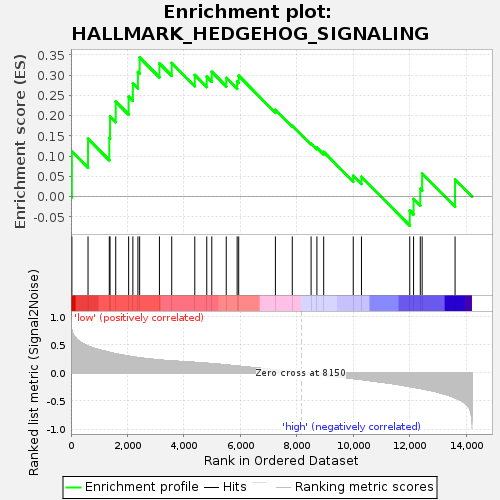 Enrichment plot:
HALLMARK_HEDGEHOG_SIGNALING
Enrichment score (ES)
0.35
0.30
0.25
0.20
0.15
0.10
0.05
0.00
-0.05
Ranked list metric (Signal2Noise)
'low' (positively correlated)
1.0
0.5
0.0
-0.5
-1.0
Zero cross at 8150
'high' (negatively correlated)
0
2,000
4,000
6,000
8,000
10,000
12,000
14,000
Rank in Ordered Dataset
Enrichment profile
Hits
Ranking metric scores